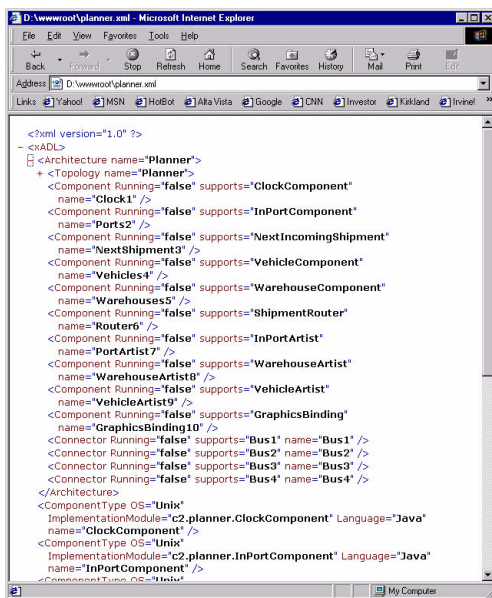 D:\wwwroot\planner.xml - Microsoft Internet Explorer
File Edit View Favorites Tools Help
Back Forward Stop Refresh Home Search Favorites History Mail Print Edit
Address D:\wwwroot\planner.xml
Links Yahoo! MSN HotBot Alta Vista Google CNN Investor Kirkland Irvine! »
<?xml version="1.0" ?>
- <xADL>
- <Architecture name="Planner">
+ <Topology name="Planner">
<Component Running="false" supports="ClockComponent"
name="Clock1" />
<Component Running="false" supports="InPortComponent"
name="Ports2" />
<Component Running="false" supports="NextIncomingShipment"
name="NextShipment3" />
<Component Running="false" supports="VehicleComponent"
name="Vehicles4" />
<Component Running="false" supports="WarehouseComponent"
name="Warehouses5" />
<Component Running="false" supports="ShipmentRouter"
name="Router6" />
<Component Running="false" supports="InPortArtist"
name="PortArtist7" />
<Component Running="false" supports="WarehouseArtist"
name="WarehouseArtist8" />
<Component Running="false" supports="VehicleArtist"
name="VehicleArtist9" />
<Component Running="false" supports="GraphicsBinding"
name="GraphicsBinding10" />
<Connector Running="false" supports="Bus1" name="Bus1" />
<Connector Running="false" supports="Bus2" name="Bus2" />
<Connector Running="false" supports="Bus3" name="Bus3" />
<Connector Running="false" supports="Bus4" name="Bus4" />
</Architecture>
<ComponentType OS="Unix"
ImplementationModule="c2.planner.ClockComponent" Language="Java"
name="ClockComponent" />
<ComponentType OS="Unix"
ImplementationModule="c2.planner.InPortComponent" Language="Java"
name="InPortComponent" />
<ComponentType OS="Unix"
My Computer